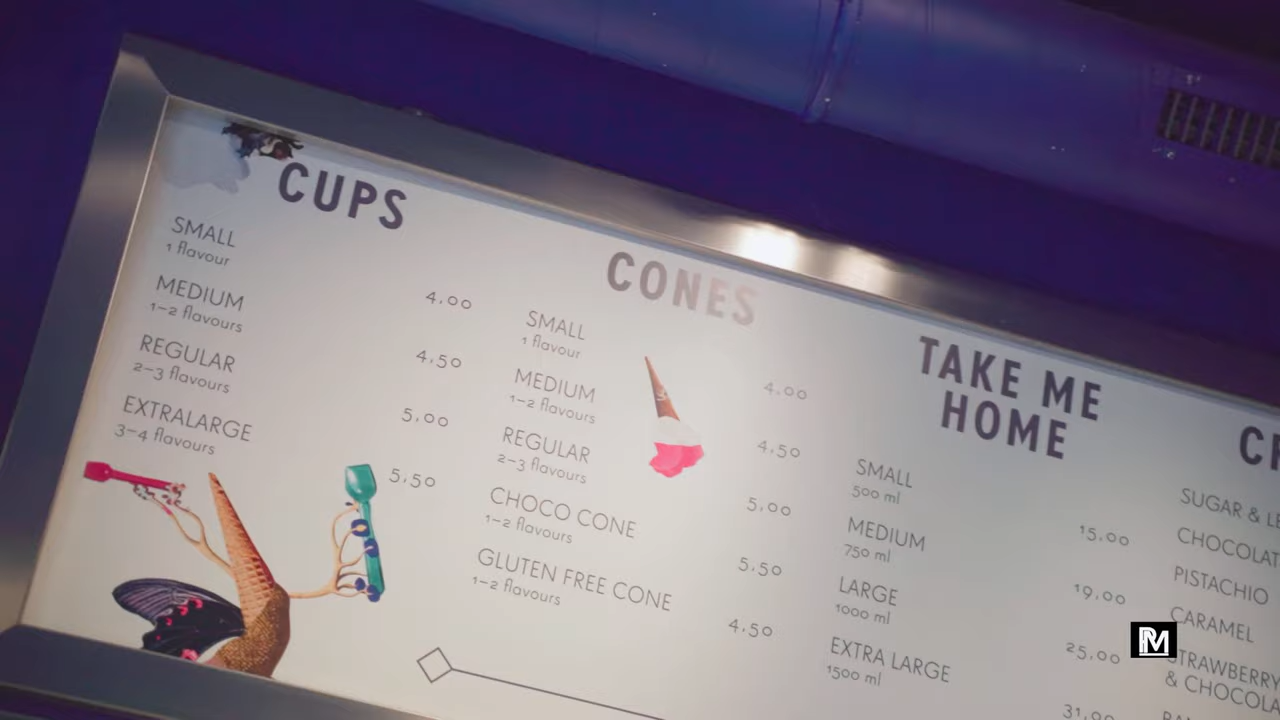 CUPS
SMALL 4.00
1 flavour
MEDIUM 4.50
1–2 flavours
REGULAR 5.00
2–3 flavours
EXTRALARGE 5.50
3–4 flavours
CONES
SMALL 4.00
1 flavour
MEDIUM 4.50
1–2 flavours
REGULAR 5.00
2–3 flavours
CHOCO CONE 5.50
1–2 flavours
GLUTEN FREE CONE 4.50
1–2 flavours
TAKE ME
HOME
SMALL 15.00
500 ml
MEDIUM 19.00
750 ml
LARGE 25.00
1000 ml
EXTRA LARGE 31.00
1500 ml
SUGAR &
PISTACHIO
CARAMEL
&